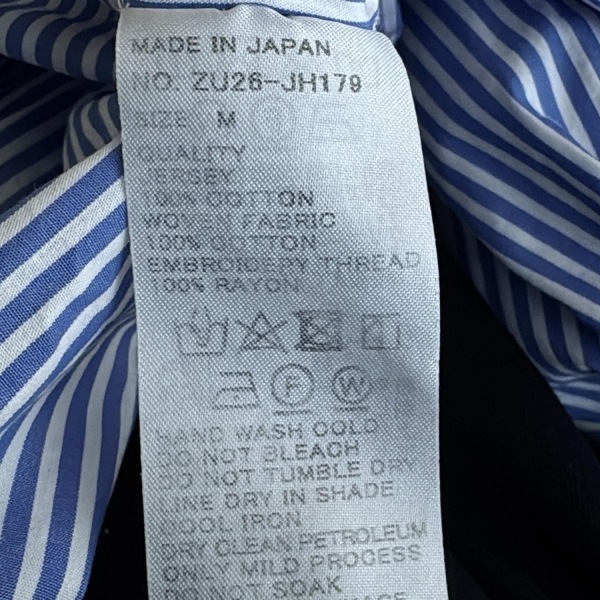 MADE IN JAPAN
NO. ZU26-JH179
SIZE M
QUALITY
JERSEY
100% COTTON
WOVEN FABRIC
100% COTTON
EMBROIDERY THREAD
100% RAYON
F W
HAND WASH COLD
DO NOT BLEACH
DO NOT TUMBLE DRY
LINE DRY IN SHADE
COOL IRON
DRY CLEAN PETROLEUM
ONLY MILD PROCESS
DO NOT SOAK